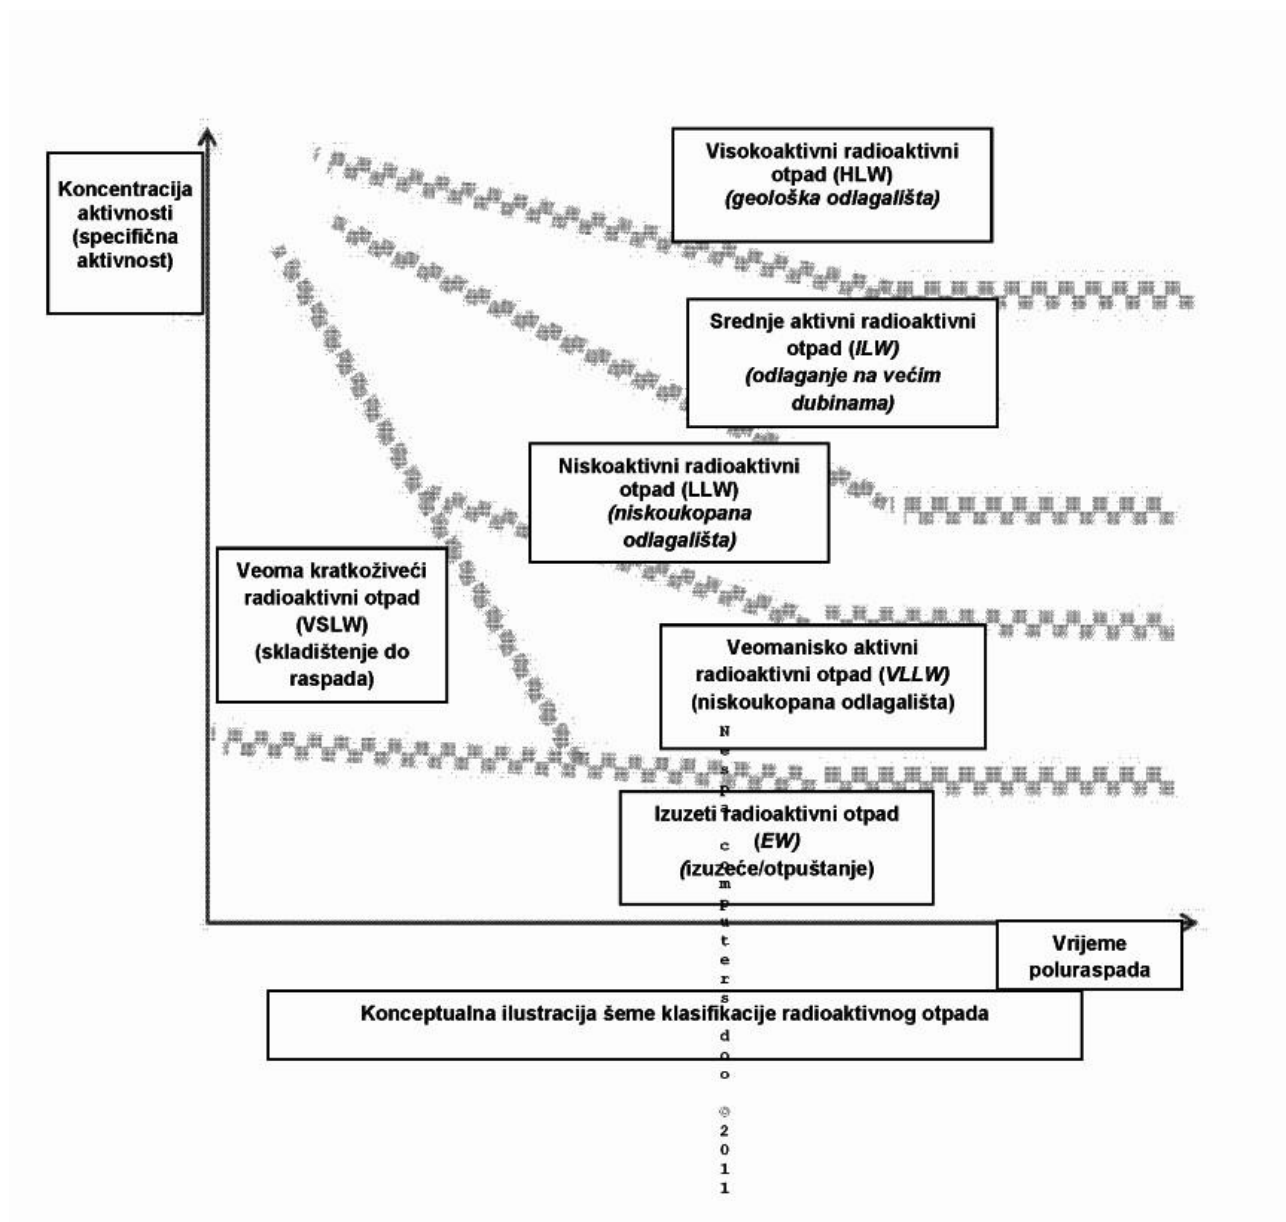 Koncentracija
aktivnosti
(specifična
aktivnost)
Visokoaktivni radioaktivni
otpad (HLW)
(geološka odlagališta)
Srednje aktivni radioaktivni
otpad (ILW)
(odlaganje na većim
dubinama)
Niskoaktivni radioaktivni
otpad (LLW)
(niskoukopana
odlagališta)
Veoma kratkoživeći
radioaktivni otpad
(VSLW)
(skladištenje do
raspada)
Veomanisko aktivni
radioaktivni otpad (VLLW)
(niskoukopana odlagališta)
Izuzeti radioaktivni otpad
(EW)
(izuzeće/otpuštanje)
Vrijeme
poluraspada
Konceptualna ilustracija šeme klasifikacije radioaktivnog otpada
Nespa computers doo ©2011